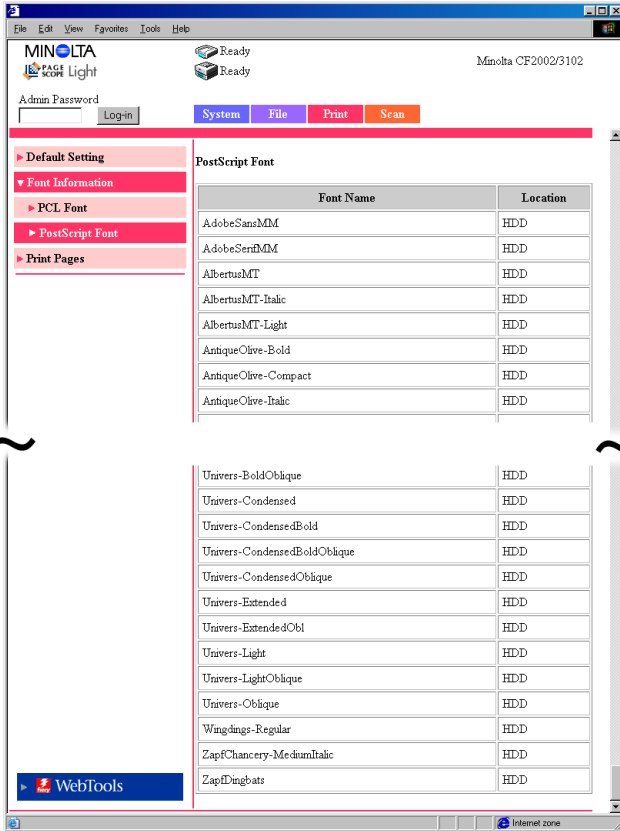 File Edit View Favorites Tools Help
MINOLTA
PAGE SCOPE Light
Ready
Ready
Minolta CF2002/3102
Admin Password
Log-in
System File Print Scan
Default Setting
Font Information
PCL Font
PostScript Font
Print Pages
PostScript Font
Font Name Location
AdobeSansMM HDD
AdobeSerifMM HDD
AlbertusMT HDD
AlbertusMT-Italic HDD
AlbertusMT-Light HDD
AntiqueOlive-Bold HDD
AntiqueOlive-Compact HDD
AntiqueOlive-Italic HDD
Univers-BoldOblique HDD
Univers-Condensed HDD
Univers-CondensedBold HDD
Univers-CondensedBoldOblique HDD
Univers-CondensedOblique HDD
Univers-Extended HDD
Univers-ExtendedObl HDD
Univers-Light HDD
Univers-LightOblique HDD
Univers-Oblique HDD
Wingdings-Regular HDD
ZapfChancery-MediumItalic HDD
ZapfDingbats HDD
fiery WebTools
Internet zone